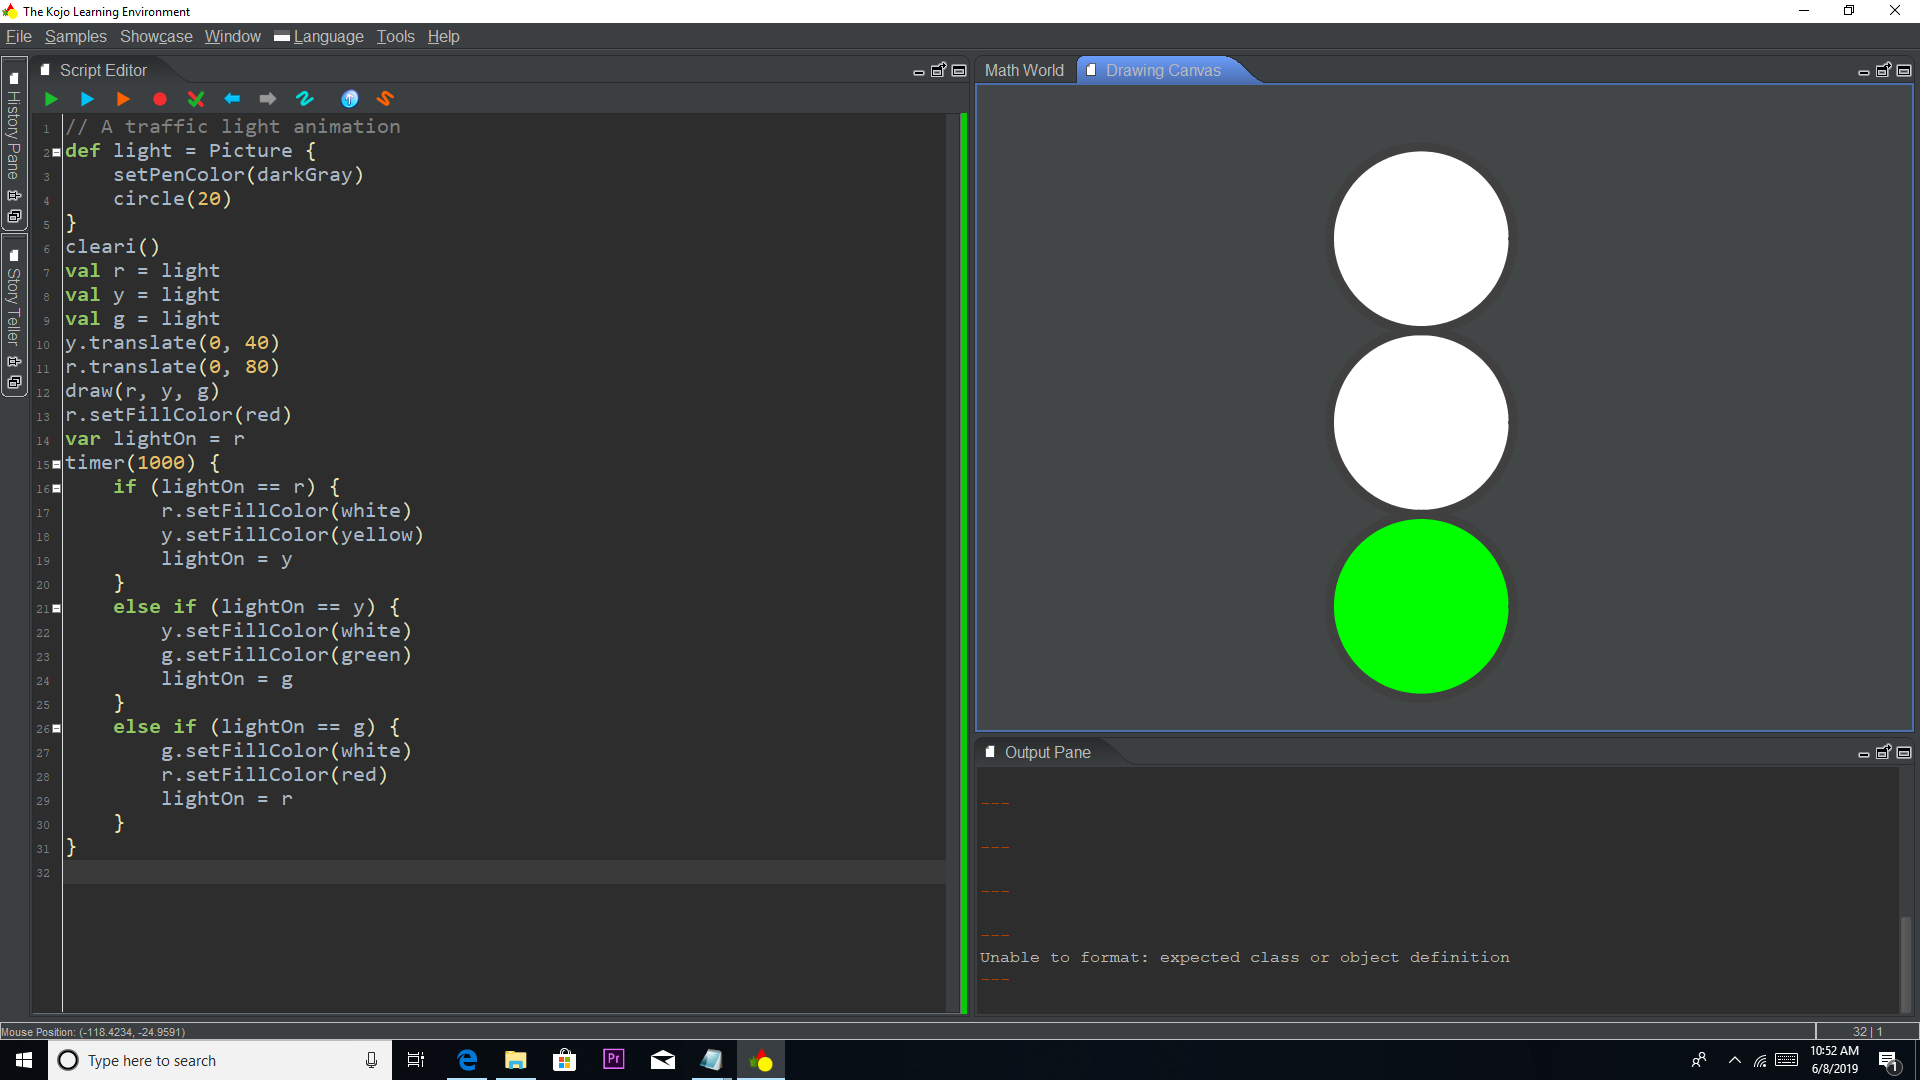 The Kojo Learning Environment
File Samples Showcase Window Language Tools Help
History Pane
Story Teller
Script Editor
1 // A traffic light animation
2 def light = Picture {
3     setPenColor(darkGray)
4     circle(20)
5 }
6 cleari()
7 val r = light
8 val y = light
9 val g = light
10 y.translate(0, 40)
11 r.translate(0, 80)
12 draw(r, y, g)
13 r.setFillColor(red)
14 var lightOn = r
15 timer(1000) {
16     if (lightOn == r) {
17         r.setFillColor(white)
18         y.setFillColor(yellow)
19         lightOn = y
20     }
21     else if (lightOn == y) {
22         y.setFillColor(white)
23         g.setFillColor(green)
24         lightOn = g
25     }
26     else if (lightOn == g) {
27         g.setFillColor(white)
28         r.setFillColor(red)
29         lightOn = r
30     }
31 }
32
Math World Drawing Canvas
Output Pane
---
---
---
---
Unable to format: expected class or object definition
---
Mouse Position: (-118.4234, -24.9591)
32 | 1
Type here to search
Pr
10:52 AM
6/8/2019
1